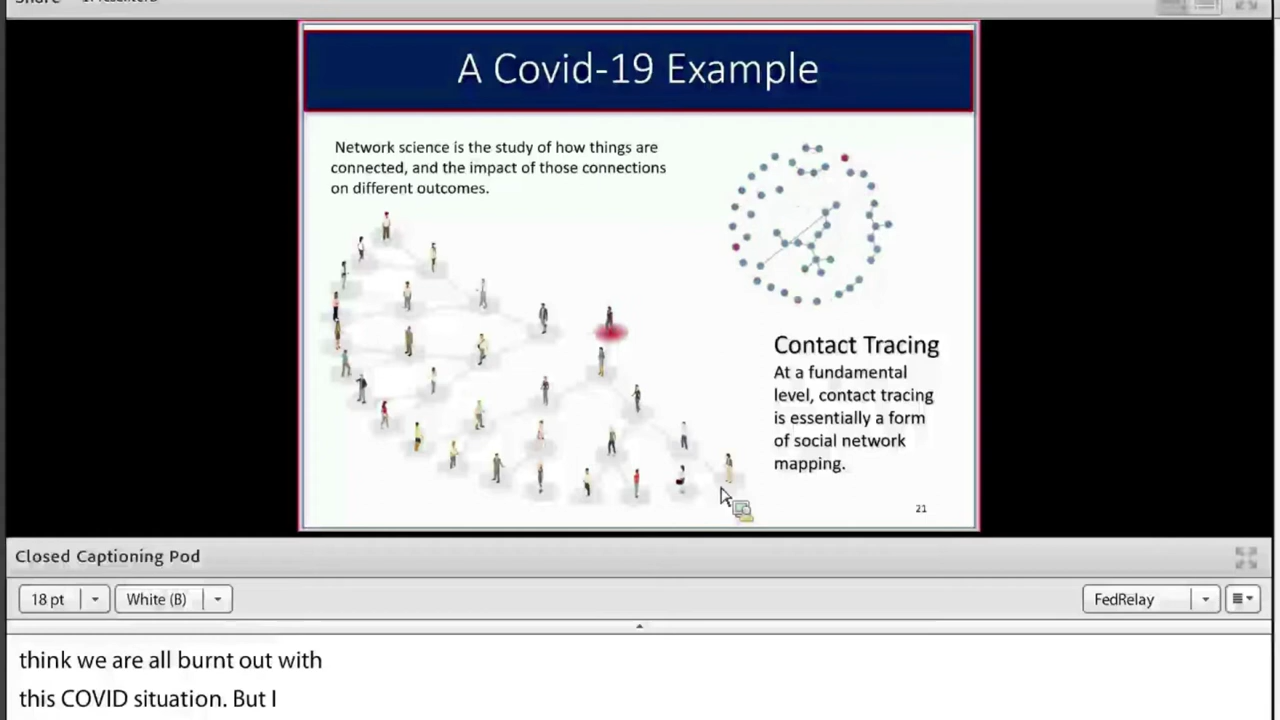 A Covid-19 Example
Network science is the study of how things are
connected, and the impact of those connections
on different outcomes.
Contact Tracing
At a fundamental
level, contact tracing
is essentially a form
of social network
mapping.
21
Closed Captioning Pod
18 pt
White (B)
FedRelay
think we are all burnt out with
this COVID situation. But I